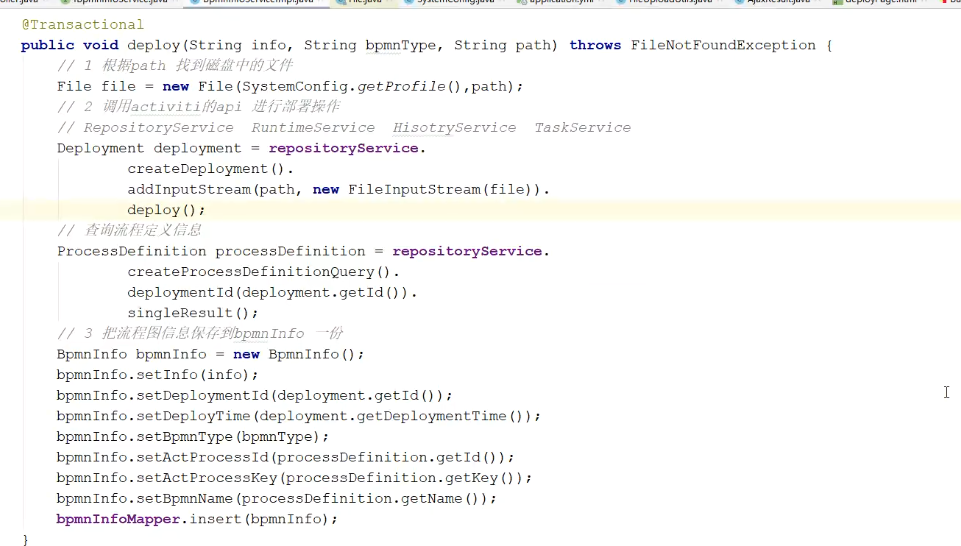 @Transactional
public void deploy(String info, String bpmnType, String path) throws FileNotFoundException {
// 1 根据path 找到磁盘中的文件
File file = new File(SystemConfig.getProfile(),path);
// 2 调用activiti的api 进行部署操作
// RepositoryService RuntimeService HisotryService TaskService
Deployment deployment = repositoryService.
createDeployment().
addInputStream(path, new FileInputStream(file)).
deploy();
// 查询流程定义信息
ProcessDefinition processDefinition = repositoryService.
createProcessDefinitionQuery().
deploymentId(deployment.getId()).
singleResult();
// 3 把流程图信息保存到bpmnInfo 一份
BpmnInfo bpmnInfo = new BpmnInfo();
bpmnInfo.setInfo(info);
bpmnInfo.setDeploymentId(deployment.getId());
bpmnInfo.setDeployTime(deployment.getDeploymentTime());
bpmnInfo.setBpmnType(bpmnType);
bpmnInfo.setActProcessId(processDefinition.getId());
bpmnInfo.setActProcessKey(processDefinition.getKey());
bpmnInfo.setBpmnName(processDefinition.getName());
bpmnInfoMapper.insert(bpmnInfo);
}